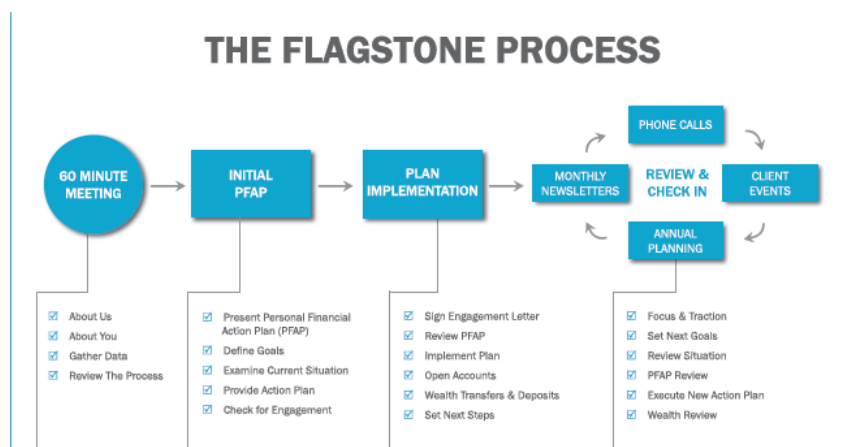 THE FLAGSTONE PROCESS
60 MINUTE
MEETING
INITIAL
PFAP
PLAN
IMPLEMENTATION
PHONE CALLS
MONTHLY
NEWSLETTERS
REVIEW &
CHECK IN
CLIENT
EVENTS
ANNUAL
PLANNING
About Us
About You
Gather Data
Review The Process
Present Personal Financial
Action Plan (PFAP)
Define Goals
Examine Current Situation
Provide Action Plan
Check for Engagement
Sign Engagement Letter
Review PFAP
Implement Plan
Open Accounts
Wealth Transfers & Deposits
Set Next Steps
Focus & Traction
Set Next Goals
Review Situation
PFAP Review
Execute New Action Plan
Wealth Review